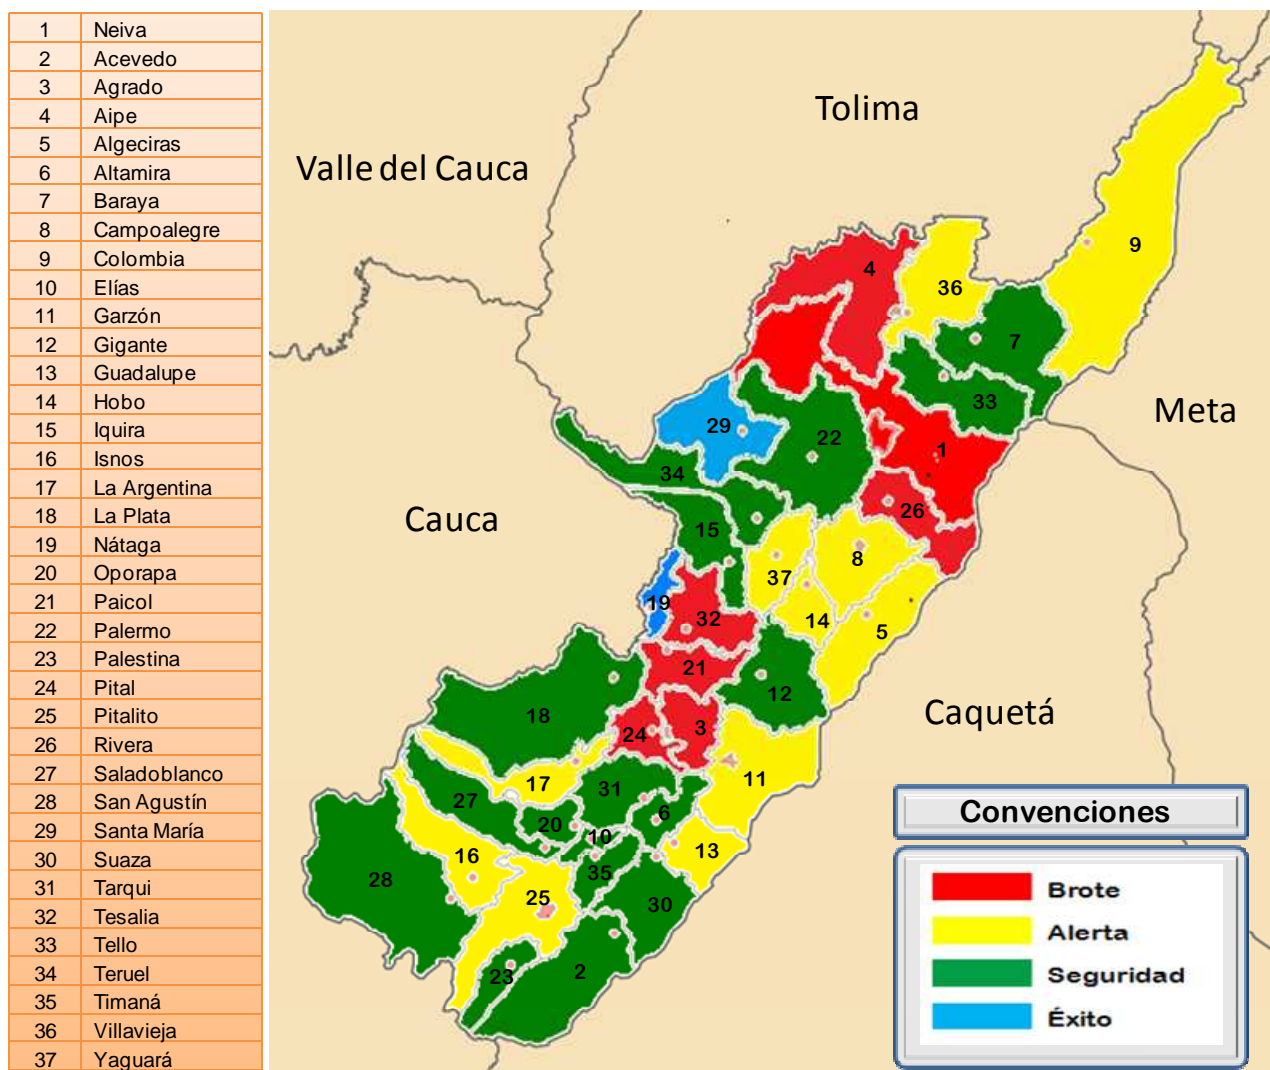 1 Neiva
2 Acevedo
3 Agrado
4 Aipe
5 Algeciras
6 Altamira
7 Baraya
8 Campoalegre
9 Colombia
10 Elías
11 Garzón
12 Gigante
13 Guadalupe
14 Hobo
15 Iquira
16 Isnos
17 La Argentina
18 La Plata
19 Nátaga
20 Oporapa
21 Paicol
22 Palermo
23 Palestina
24 Pital
25 Pitalito
26 Rivera
27 Saladoblanco
28 San Agustín
29 Santa María
30 Suaza
31 Tarqui
32 Tesalia
33 Tello
34 Teruel
35 Timaná
36 Villavieja
37 Yaguará
Tolima
Valle del Cauca
9
4
36
7
33
Meta
29
22
1
34
26
Cauca
15
8
37
19
32
14
5
21
12
Caquetá
18
24
3
11
17
31
27
6
20
10
13
16
35
28
25
30
23
2
Convenciones
Brote
Alerta
Seguridad
Éxito